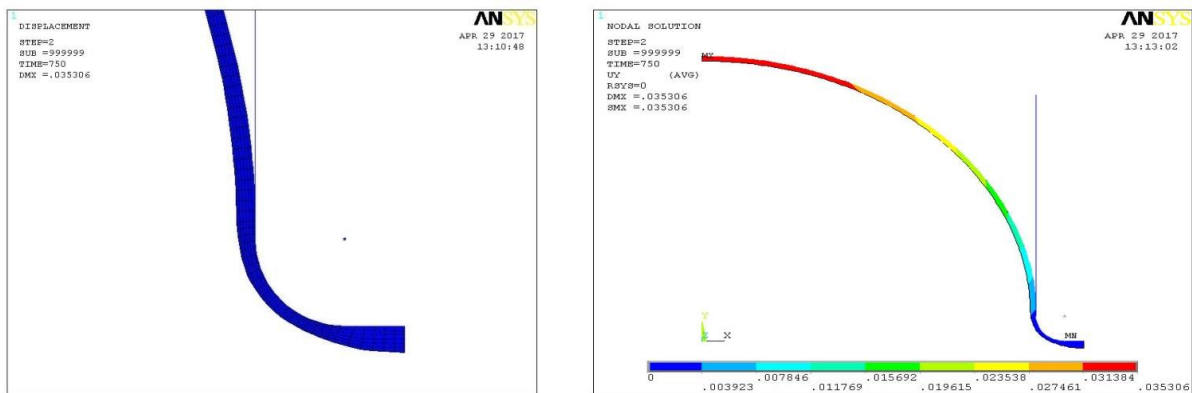 1
ANSYS
DISPLACEMENT
APR 29 2017
13:10:48
STEP=2
SUB =999999
TIME=750
DMX =.035306
1
ANSYS
NODAL SOLUTION
APR 29 2017
13:13:02
STEP=2
SUB =999999
TIME=750
UY (AVG)
RSYS=0
DMX =.035306
SMX =.035306
MX
Y
Z X
MN
0 .007846 .015692 .023538 .031384
.003923 .011769 .019615 .027461 .035306